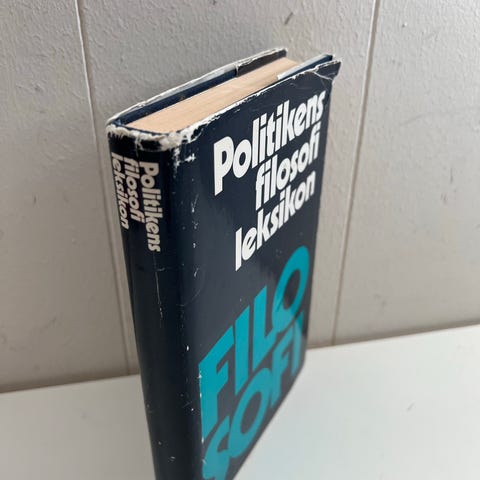 Politikens
filosofi
leksikon
Politikens
filosofi
leksikon
FILO
SOFI